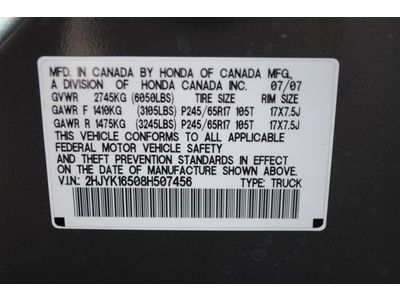 MFD. IN CANADA BY HONDA OF CANADA MFG.,
A DIVISION OF HONDA CANADA INC. 07/07
GVWR 2745KG (6050LBS) TIRE SIZE RIM SIZE
GAWR F 1410KG (3105LBS) P245/65R17 105T 17X7.5J
GAWR R 1475KG (3245LBS) P245/65R17 105T 17X7.5J
THIS VEHICLE CONFORMS TO ALL APPLICABLE
FEDERAL MOTOR VEHICLE SAFETY
AND THEFT PREVENTION STANDARDS IN EFFECT
ON THE DATE OF MANUFACTURE SHOWN ABOVE.
V.I.N: 2HJYK16508H507456 TYPE: TRUCK